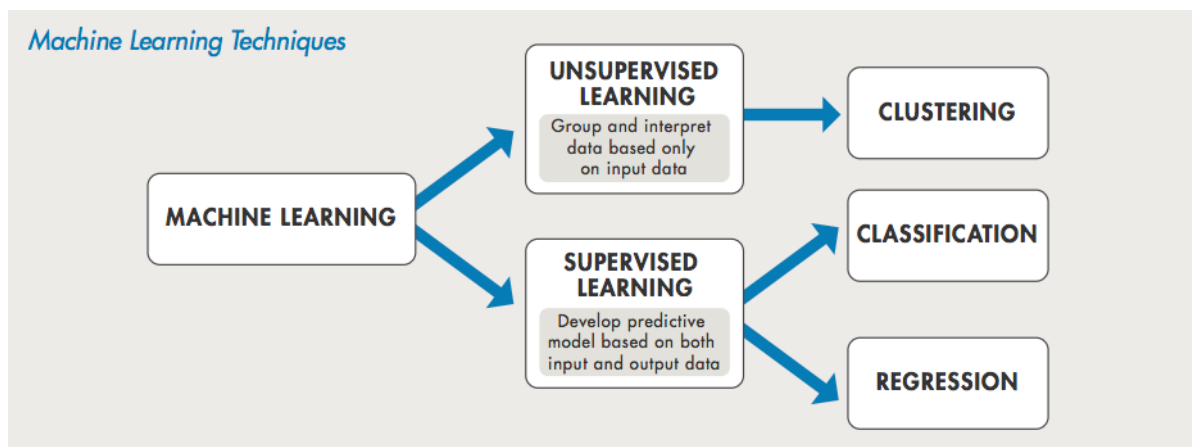 Machine Learning Techniques
UNSUPERVISED
LEARNING
Group and interpret
data based only
on input data
CLUSTERING
MACHINE LEARNING
CLASSIFICATION
SUPERVISED
LEARNING
Develop predictive
model based on both
input and output data
REGRESSION